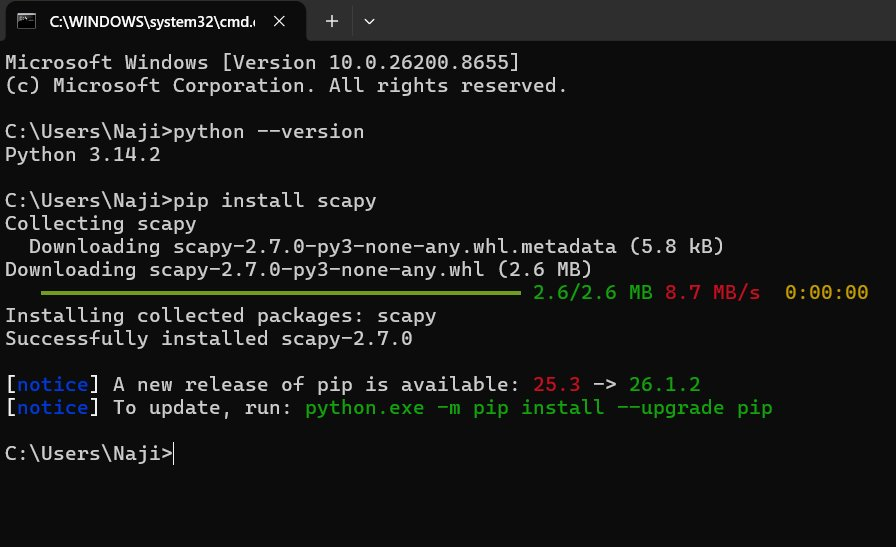 C:\WINDOWS\system32\cmd.e
Microsoft Windows [Version 10.0.26200.8655]
(c) Microsoft Corporation. All rights reserved.
C:\Users\Naji>python --version
Python 3.14.2
C:\Users\Naji>pip install scapy
Collecting scapy
  Downloading scapy-2.7.0-py3-none-any.whl.metadata (5.8 kB)
Downloading scapy-2.7.0-py3-none-any.whl (2.6 MB)
2.6/2.6 MB 8.7 MB/s 0:00:00
Installing collected packages: scapy
Successfully installed scapy-2.7.0
[notice] A new release of pip is available: 25.3 -> 26.1.2
[notice] To update, run: python.exe -m pip install --upgrade pip
C:\Users\Naji>